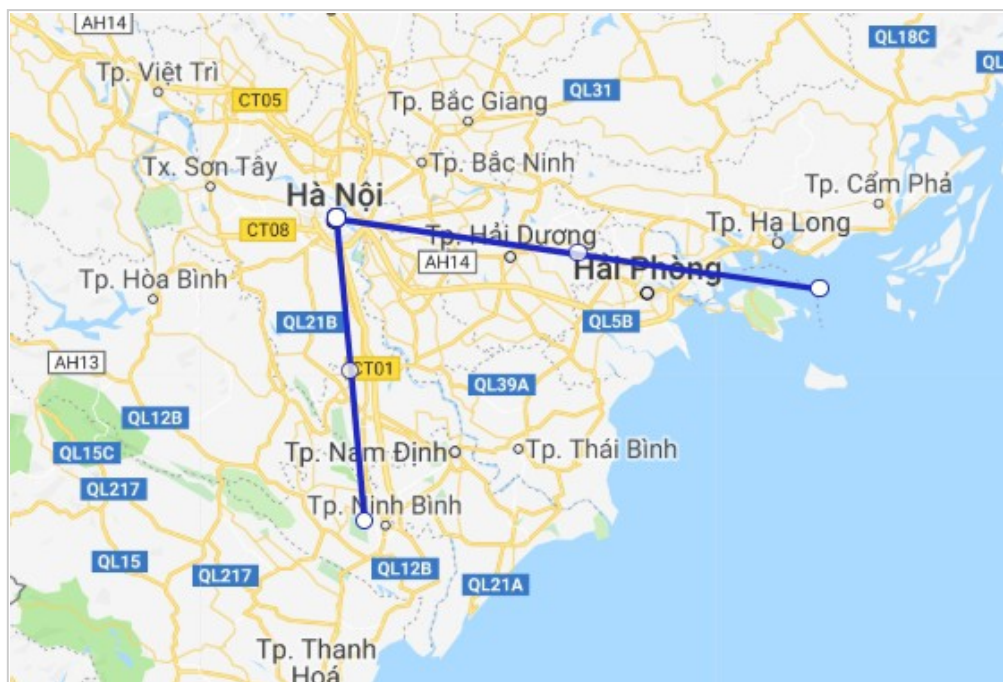 AH14
QL18C
QL
Tp. Việt Trì
CT05
QL31
Tp. Bắc Giang
Tx. Sơn Tây
Tp. Bắc Ninh
Tp. Cẩm Phả
Hà Nội
Tp. Hạ Long
CT08
Tp. Hải Dương
AH14
Hải Phòng
Tp. Hòa Bình
QL21B
QL5B
AH13
CT01
QL39A
QL12B
QL15C
Tp. Nam Định
Tp. Thái Bình
QL217
Tp. Ninh Bình
QL15
QL217
QL12B
QL21A
Tp. Thanh
Hoá